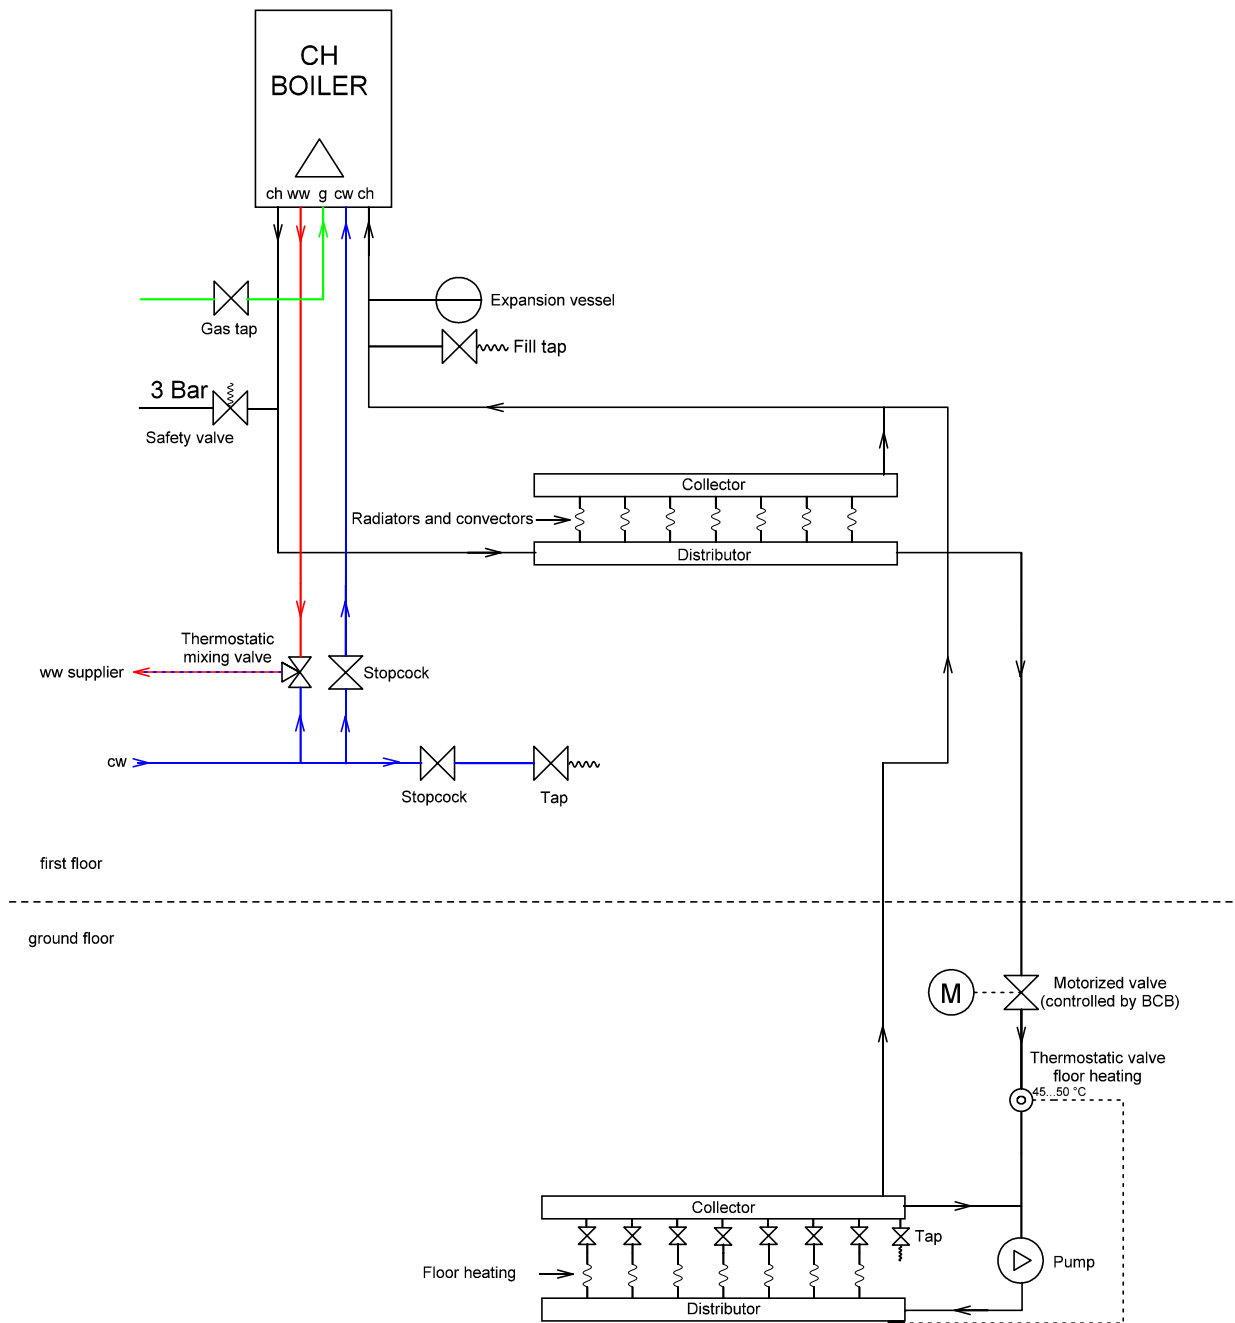 CH
BOILER
ch ww g cw ch
Gas tap
Expansion vessel
Fill tap
3 Bar
Safety valve
Collector
Radiators and convectors
Distributor
Thermostatic
mixing valve
ww supplier
Stopcock
cw
Stopcock
Tap
first floor
ground floor
M
Motorized valve
(controlled by BCB)
Thermostatic valve
floor heating
45...50 °C
Collector
Tap
Floor heating
Pump
Distributor